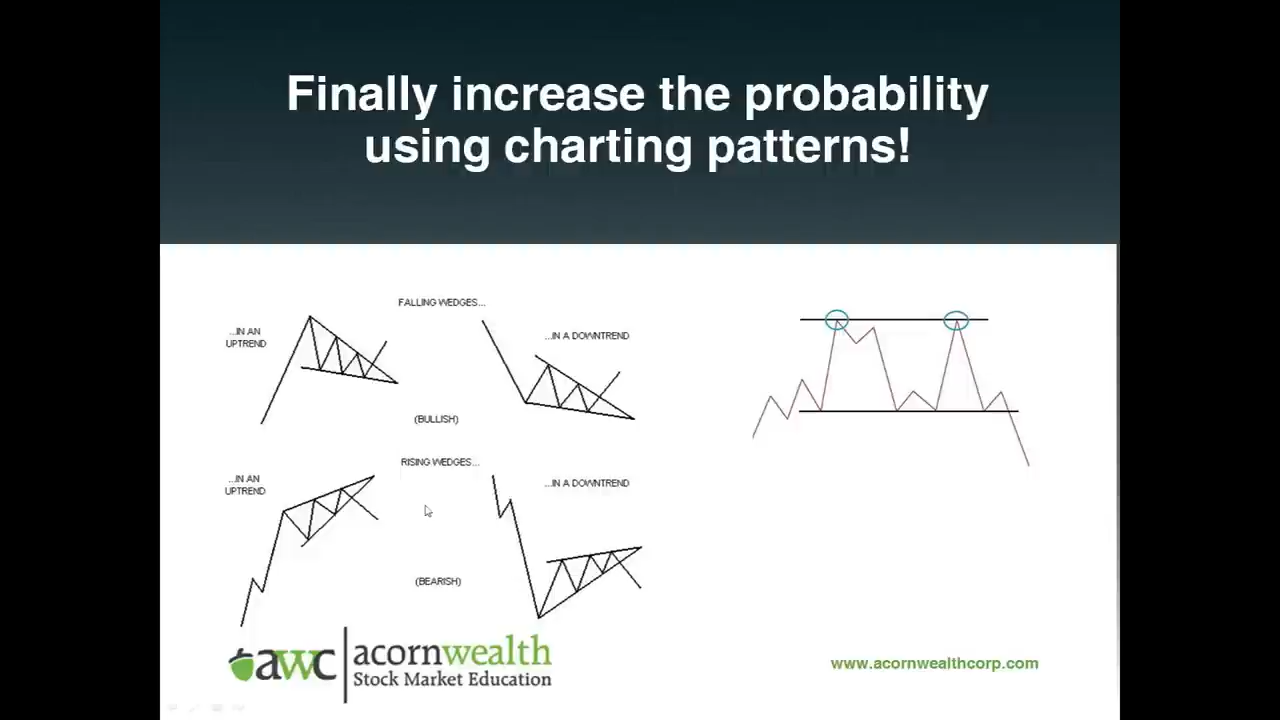 Finally increase the probability
using charting patterns!
FALLING WEDGES...
...IN AN
UPTREND
...IN A DOWNTREND
(BULLISH)
RISING WEDGES...
...IN AN
UPTREND
...IN A DOWNTREND
(BEARISH)
awc
acornwealth
Stock Market Education
www.acornwealthcorp.com